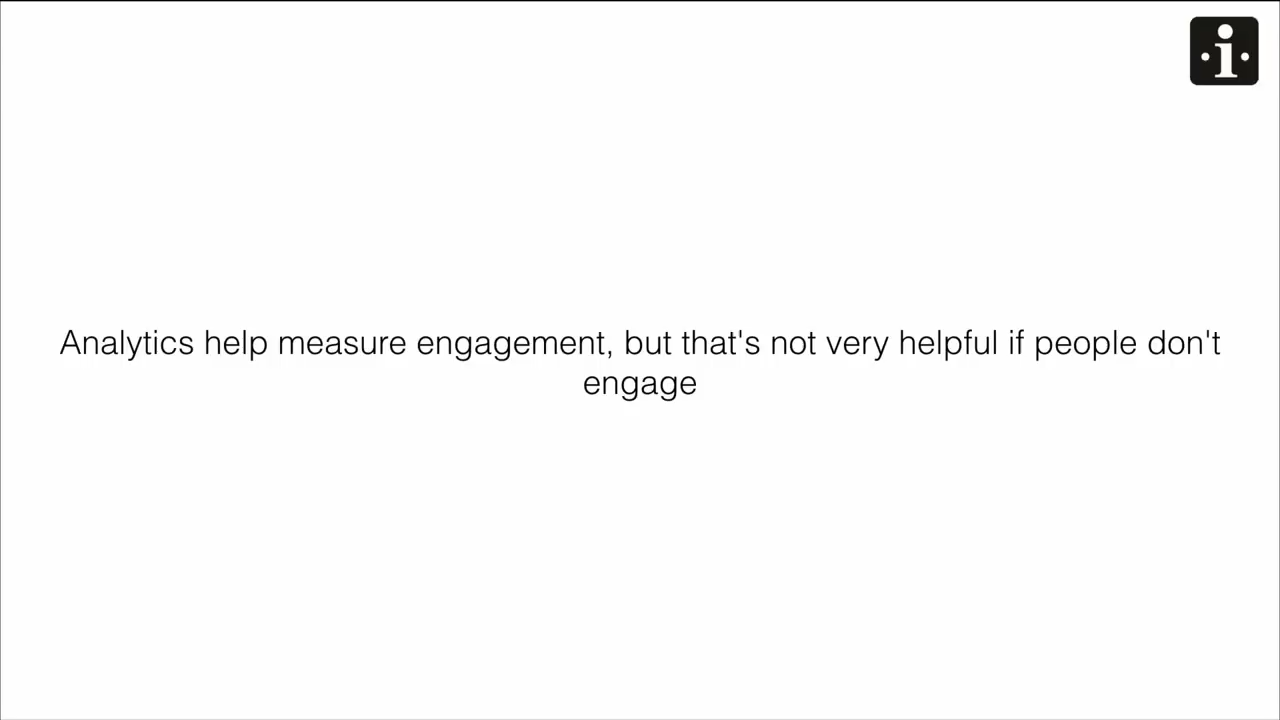 ·i·
Analytics help measure engagement, but that's not very helpful if people don't
engage